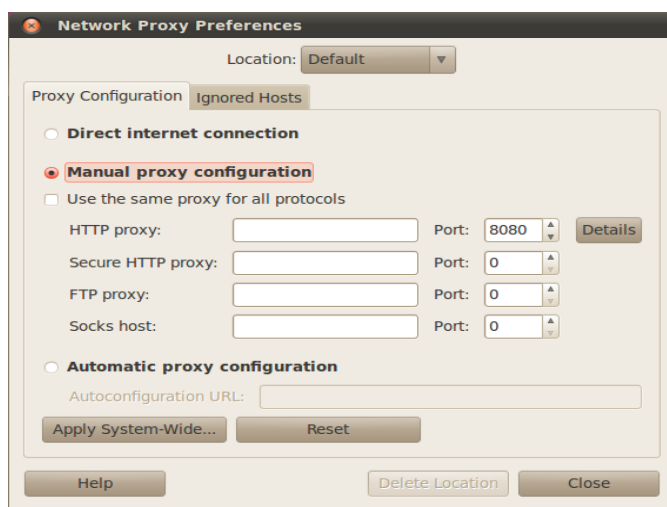 Network Proxy Preferences
Location: Default
Proxy Configuration Ignored Hosts
Direct internet connection
Manual proxy configuration
Use the same proxy for all protocols
HTTP proxy: Port: 8080 Details
Secure HTTP proxy: Port: 0
FTP proxy: Port: 0
Socks host: Port: 0
Automatic proxy configuration
Autoconfiguration URL:
Apply System-Wide... Reset
Help Delete Location Close